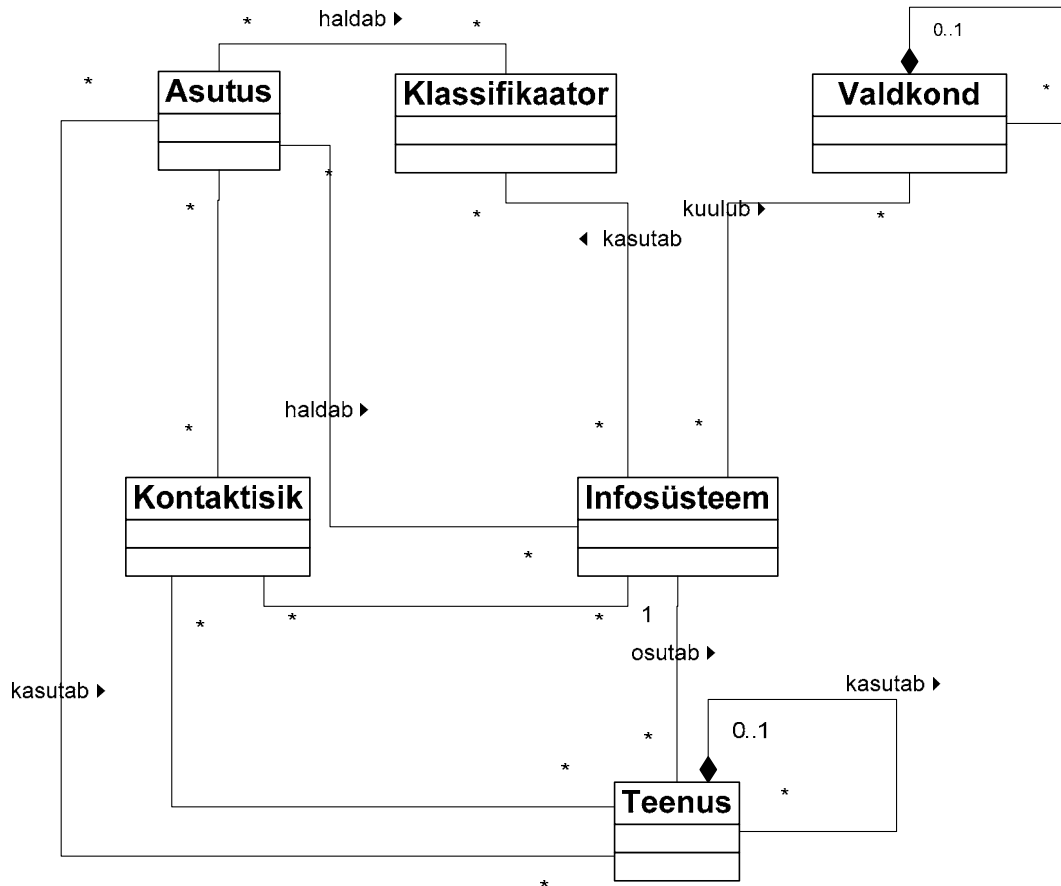 * haldab ▶ * 0..1
* Asutus Klassifikaator Valdkond *
* * * kuulub ▶ *
◀ kasutab
haldab ▶
* * *
Kontaktisik Infosüsteem
*
* * * 1
osutab ▶
kasutab ▶ kasutab ▶
* 0..1
*
Teenus *
*